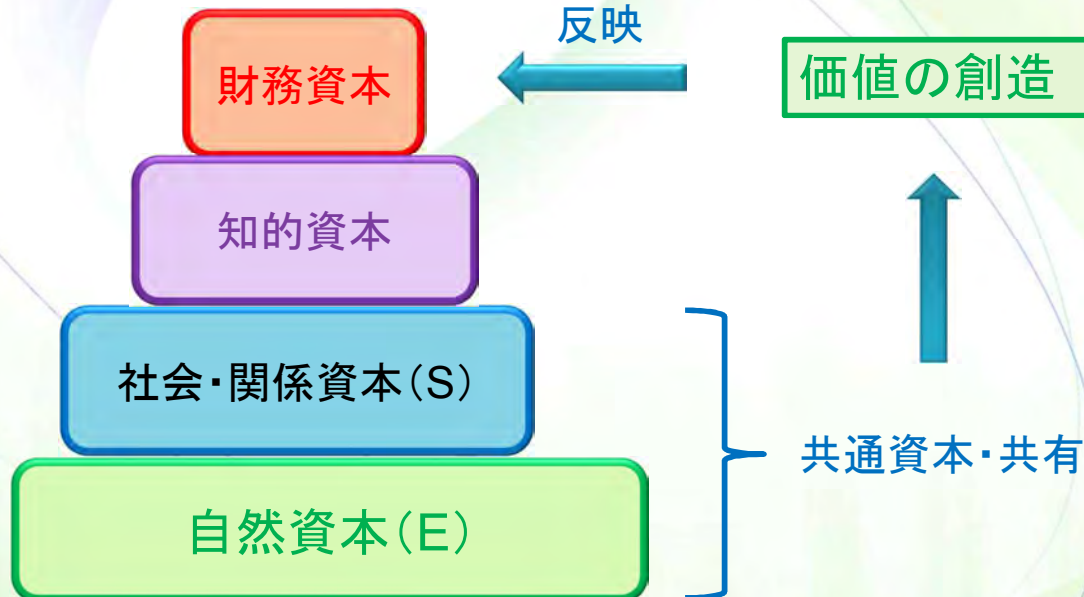 反映
財務資本
価値の創造
知的資本
社会・関係資本(S)
共通資本・共有
自然資本(E)